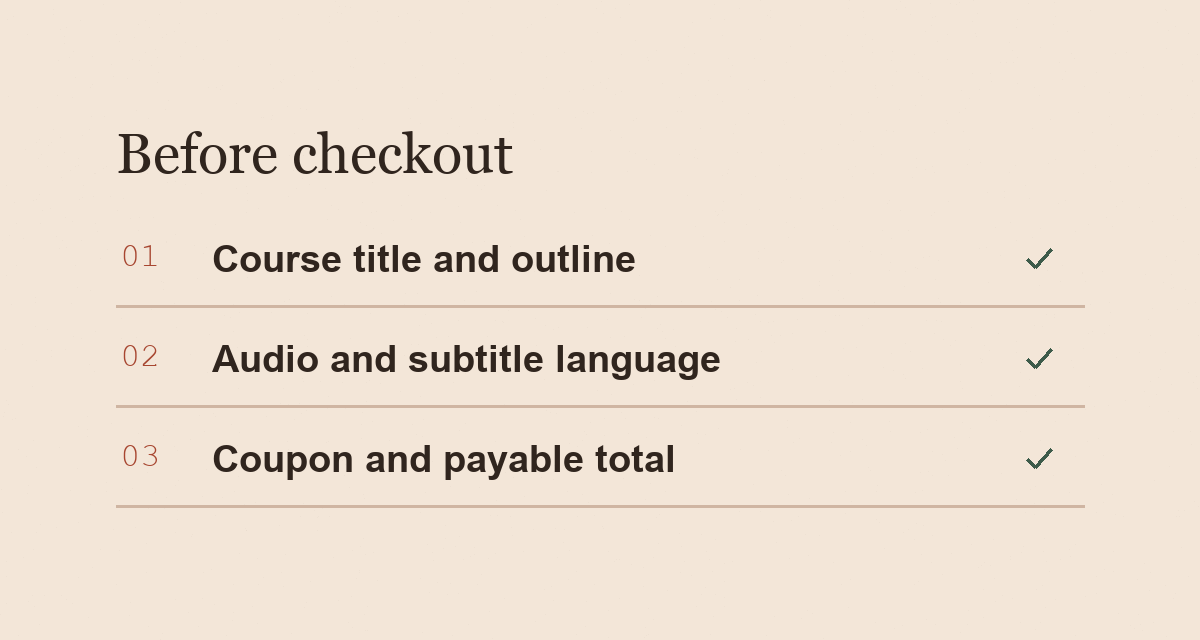 Before checkout
01 Course title and outline ✓
02 Audio and subtitle language ✓
03 Coupon and payable total ✓